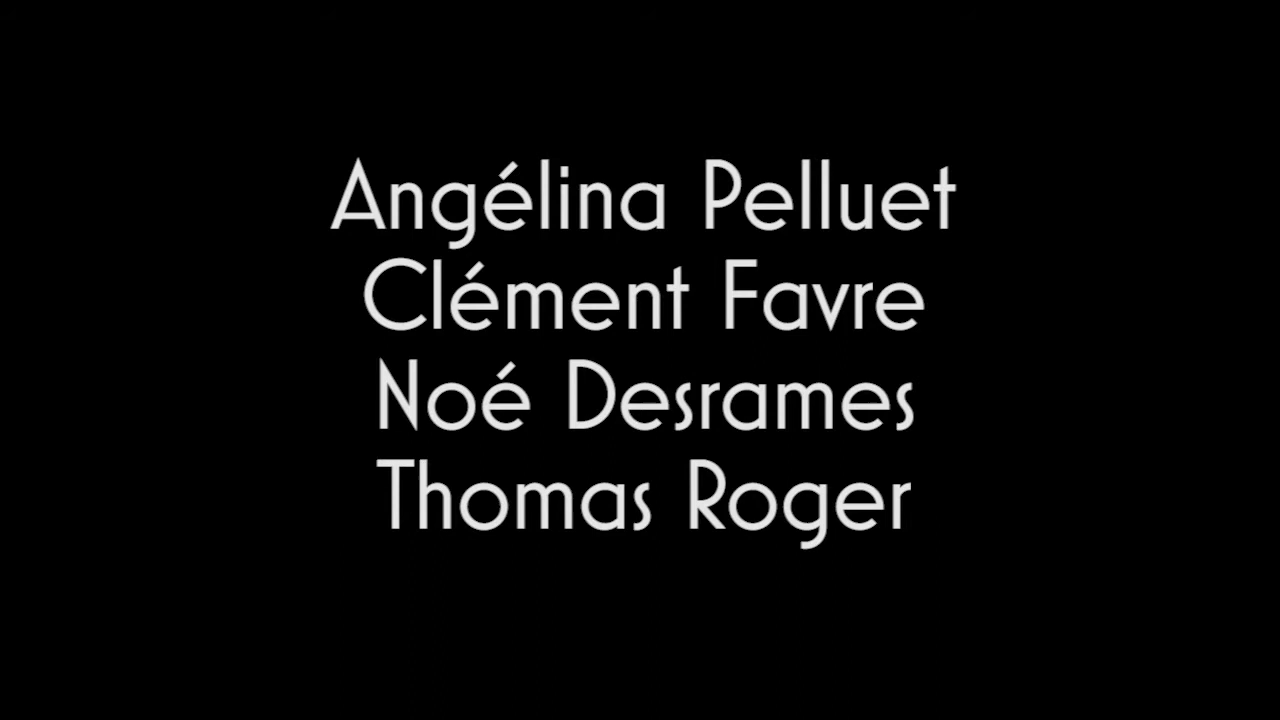 Angélina Pelluet
Clément Favre
Noé Desrames
Thomas Roger